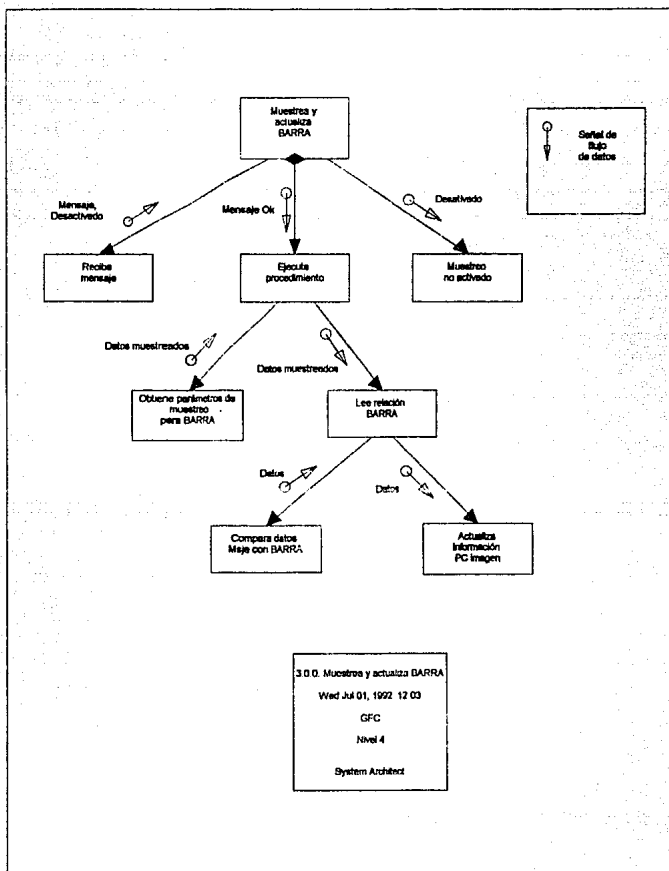 Muestrea y
actualiza
BARRA
Señal de
flujo
de datos
Mensaje,
Desactivado
Mensaje Ok
Desativado
Recibe
mensaje
Ejecuta
procedimiento
Muestreo
no activado
Datos muestreados
Datos muestreados
Obtiene parámetros de
muestreo
para BARRA
Lee relación
BARRA
Datos
Datos
Compara datos
Msje con BARRA
Actualiza
Información
PC Imagen
3.0.0. Muestrea y actualiza BARRA
Wed Jul 01, 1992 12:03
GFC
Nivel 4
System Architect